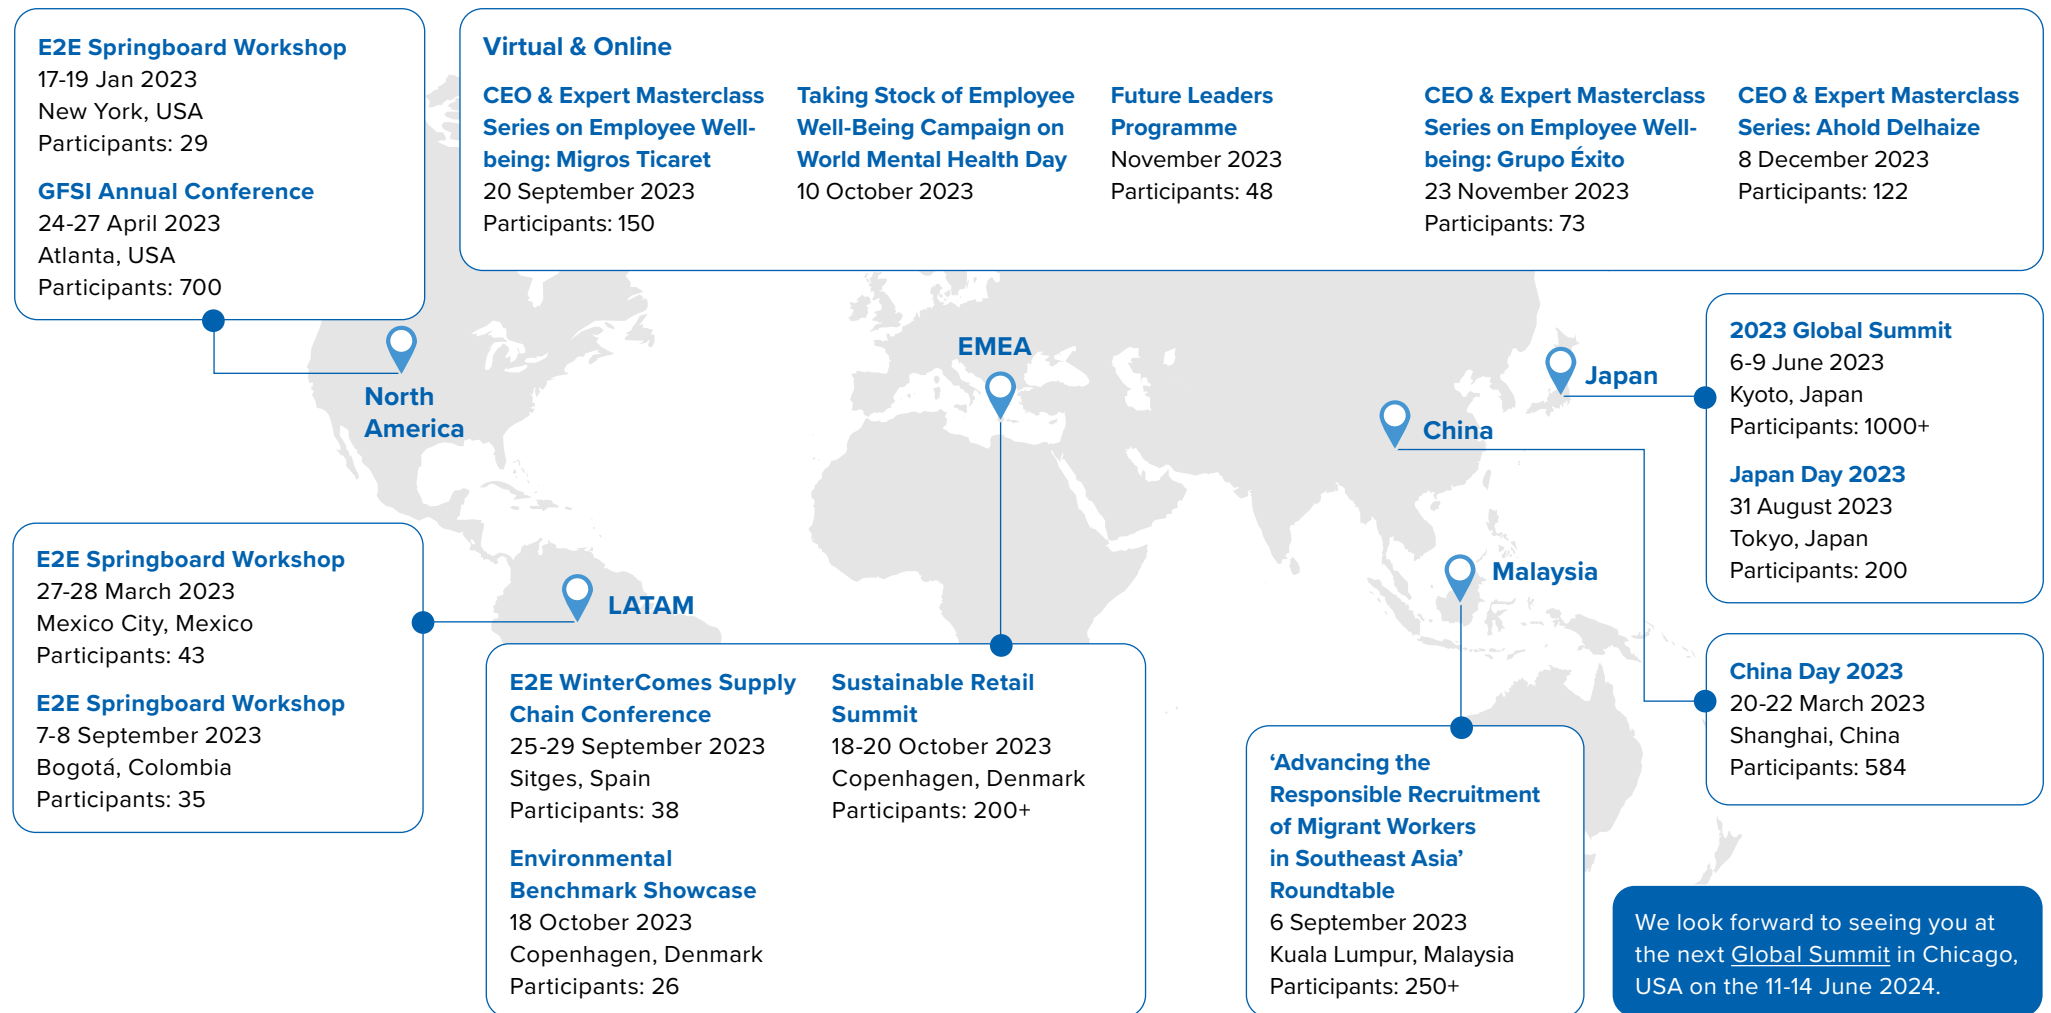 E2E Springboard Workshop
17-19 Jan 2023
New York, USA
Participants: 29
GFSI Annual Conference
24-27 April 2023
Atlanta, USA
Participants: 700
Virtual & Online
CEO & Expert Masterclass
Series on Employee Well-
being: Migros Ticaret
20 September 2023
Participants: 150
Taking Stock of Employee
Well-Being Campaign on
World Mental Health Day
10 October 2023
Future Leaders
Programme
November 2023
Participants: 48
CEO & Expert Masterclass
Series on Employee Well-
being: Grupo Éxito
23 November 2023
Participants: 73
CEO & Expert Masterclass
Series: Ahold Delhaize
8 December 2023
Participants: 122
North
America
EMEA
Japan
China
Malaysia
LATAM
2023 Global Summit
6-9 June 2023
Kyoto, Japan
Participants: 1000+
Japan Day 2023
31 August 2023
Tokyo, Japan
Participants: 200
E2E Springboard Workshop
27-28 March 2023
Mexico City, Mexico
Participants: 43
E2E Springboard Workshop
7-8 September 2023
Bogotá, Colombia
Participants: 35
E2E WinterComes Supply
Chain Conference
25-29 September 2023
Sitges, Spain
Participants: 38
Environmental
Benchmark Showcase
18 October 2023
Copenhagen, Denmark
Participants: 26
Sustainable Retail
Summit
18-20 October 2023
Copenhagen, Denmark
Participants: 200+
‘Advancing the
Responsible Recruitment
of Migrant Workers
in Southeast Asia’
Roundtable
6 September 2023
Kuala Lumpur, Malaysia
Participants: 250+
China Day 2023
20-22 March 2023
Shanghai, China
Participants: 584
We look forward to seeing you at
the next Global Summit in Chicago,
USA on the 11-14 June 2024.